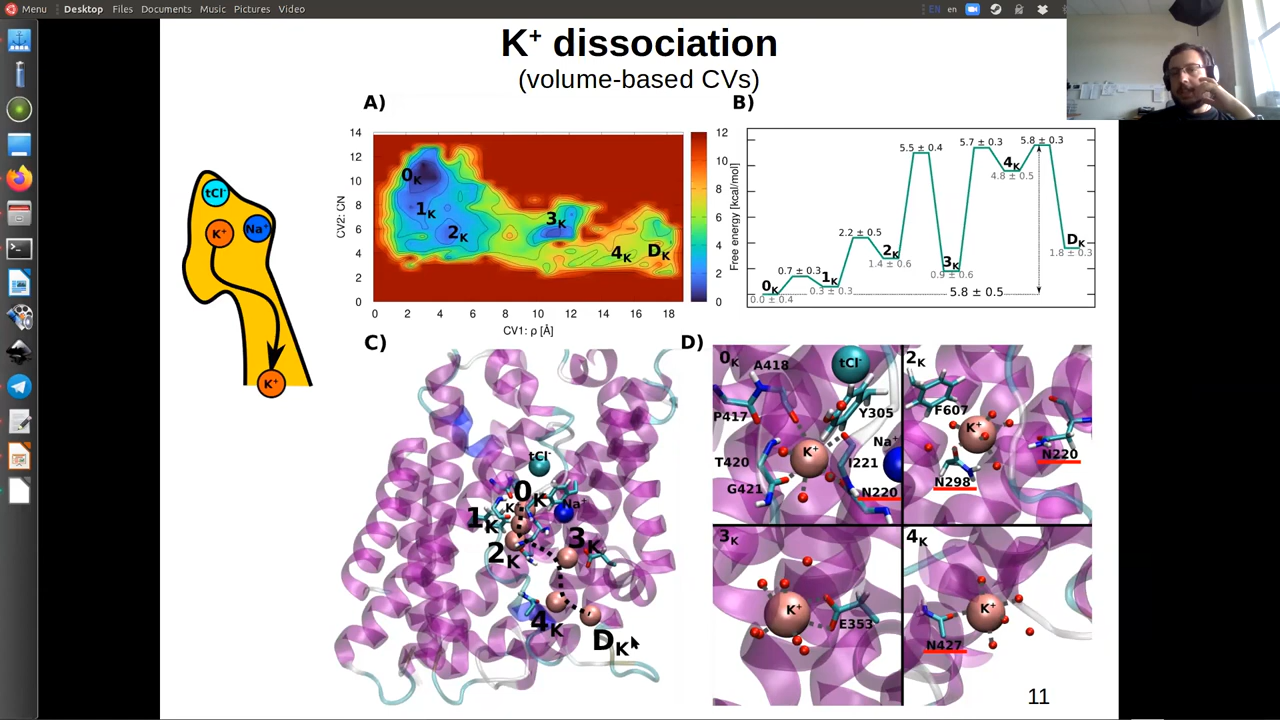 Menu Desktop Files Documents Music Pictures Video EN en
K⁺ dissociation
(volume-based CVs)
A)
B)
tCl⁻
K⁺
Na⁺
K⁺
14
12
10
8
6
4
2
0
CV2: CN
0K
1K
2K
3K
4K
DK
0 2 4 6 8 10 12 14 16 18
CV1: ρ [Å]
12
10
8
6
4
2
0
Free energy [kcal/mol]
0K
0.0 ± 0.4
0.7 ± 0.3
1K
0.3 ± 0.3
2.2 ± 0.5
2K
1.4 ± 0.6
5.5 ± 0.4
3K
0.9 ± 0.6
5.7 ± 0.3
4K
4.8 ± 0.5
5.8 ± 0.3
DK
1.8 ± 0.3
5.8 ± 0.5
C)
D)
tCl⁻
0K
K⁺
Na⁺
1K
2K
3K
4K
DK
0K
A418
tCl⁻
P417
Y305
K⁺
Na⁺
T420
I221
G421
N220
2K
F607
K⁺
N220
N298
3K
K⁺
E353
4K
K⁺
N427
11